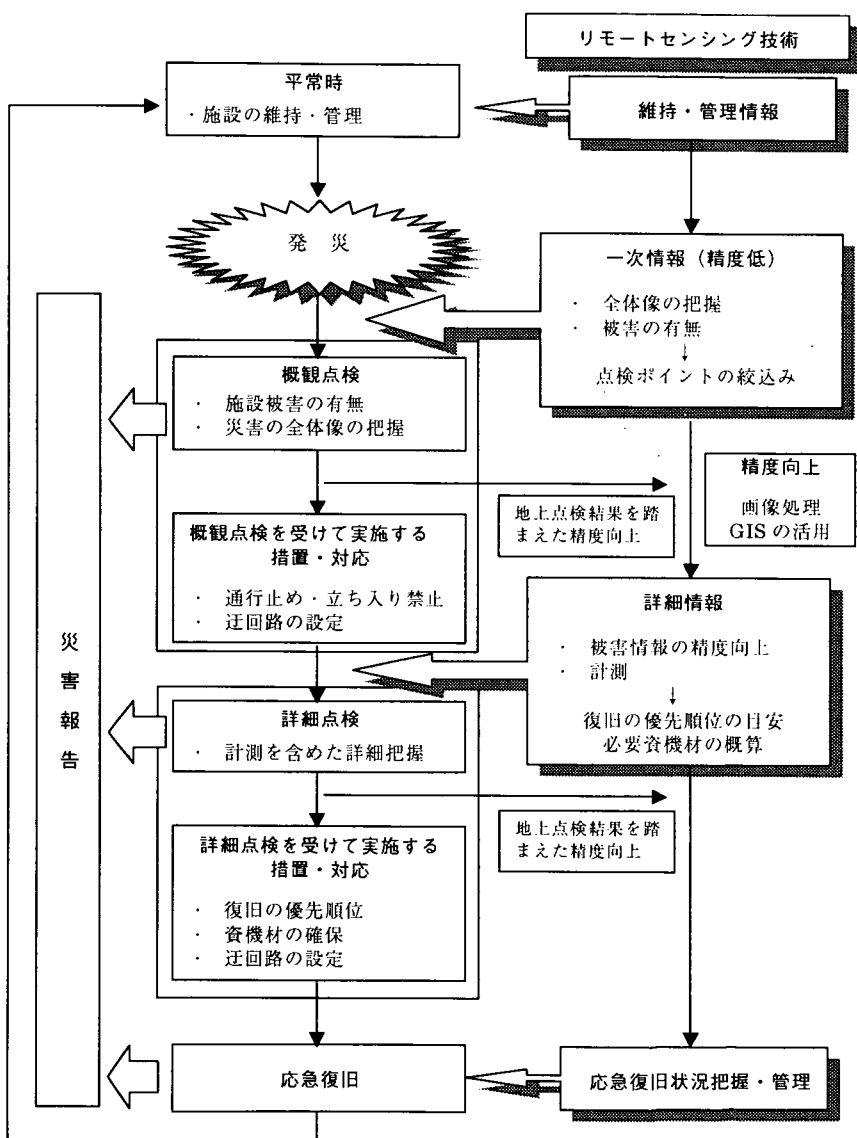 リモートセンシング技術
平常時
・施設の維持・管理
維持・管理情報
発 災
一次情報（精度低）
・ 全体像の把握
・ 被害の有無
↓
点検ポイントの絞込み
概観点検
・ 施設被害の有無
・ 災害の全体像の把握
精度向上
画像処理
GISの活用
地上点検結果を踏
まえた精度向上
概観点検を受けて実施する
措置・対応
・ 通行止め・立ち入り禁止
・ 迂回路の設定
詳細情報
・ 被害情報の精度向上
・ 計測
↓
復旧の優先順位の目安
必要資機材の概算
災害報告
詳細点検
・ 計測を含めた詳細把握
地上点検結果を踏
まえた精度向上
詳細点検を受けて実施する
措置・対応
・ 復旧の優先順位
・ 資機材の確保
・ 迂回路の設定
応急復旧
応急復旧状況把握・管理